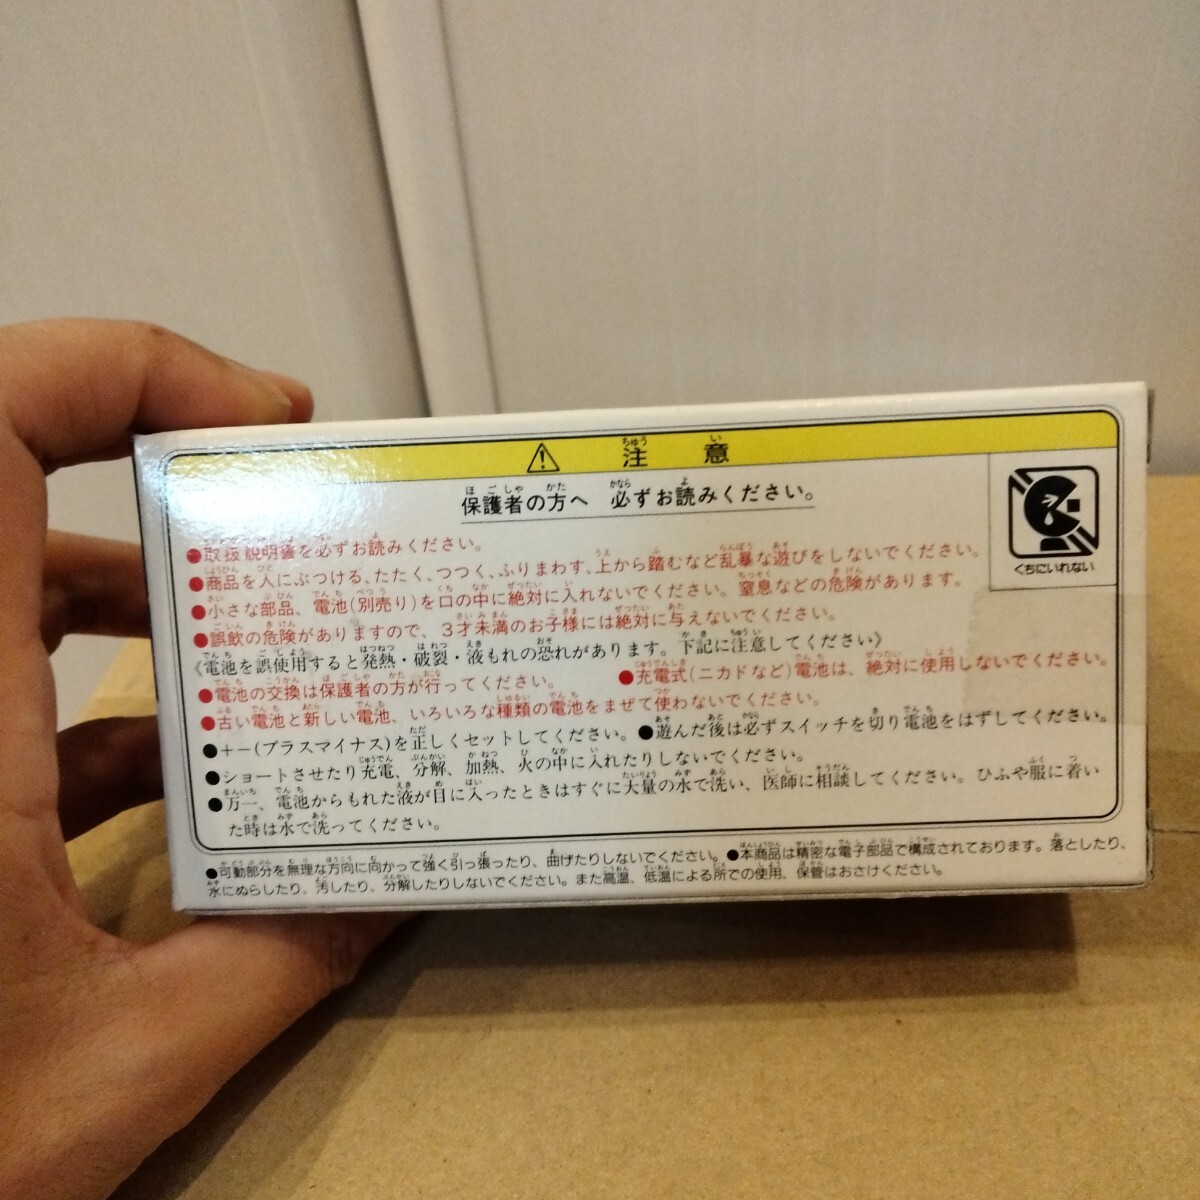 注意
保護者の方へ 必ずお読みください。
くちにいれない
●取扱説明書を必ずお読みください。
●商品を人にぶつける、たたく、つつく、ふりまわす、上から踏むなど乱暴な遊びをしないでください。
●小さな部品、電池(別売り)を口の中に絶対に入れないでください。窒息などの危険があります。
●誤飲の危険がありますので、3才未満のお子様には絶対に与えないでください。
《電池を誤使用すると発熱・破裂・液もれの恐れがあります。下記に注意してください》
●電池の交換は保護者の方が行ってください。 ●充電式(ニカドなど)電池は、絶対に使用しないでください。
●古い電池と新しい電池、いろいろな種類の電池をまぜて使わないでください。
●+−(プラスマイナス)を正しくセットしてください。●遊んだ後は必ずスイッチを切り電池をはずしてください。
●ショートさせたり充電、分解、加熱、火の中に入れたりしないでください。
●万一、電池からもれた液が目に入ったときはすぐに大量の水で洗い、医師に相談してください。ひふや服に着い
た時は水で洗ってください。
●可動部分を無理な方向に向かって強く引っ張ったり、曲げたりしないでください。●本商品は精密な電子部品で構成されております。落としたり、
水にぬらしたり、汚したり、分解したりしないでください。また高温、低温による所での使用、保管はおさけください。